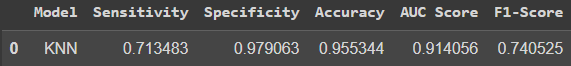 Model Sensitivity Specificity Accuracy AUC Score F1-Score
0 KNN 0.713483 0.979063 0.955344 0.914056 0.740525